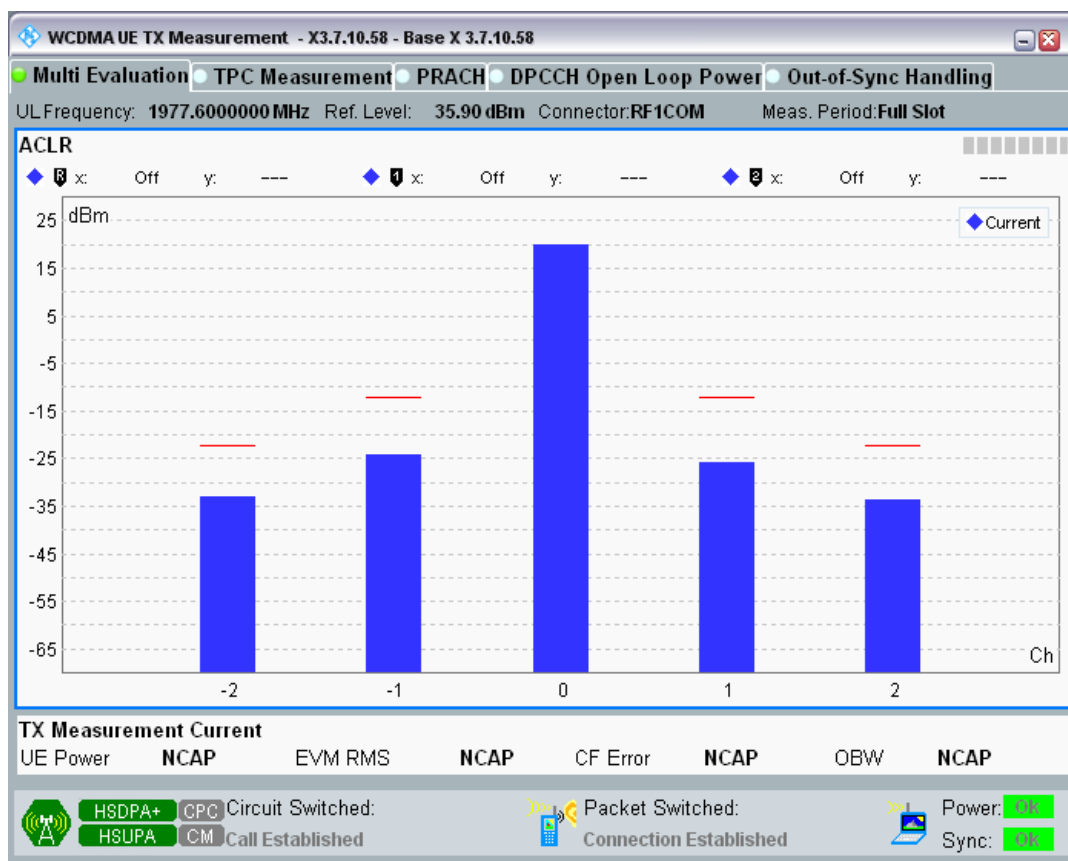 WCDMA UE TX Measurement - X3.7.10.58 - Base X 3.7.10.58
Multi Evaluation TPC Measurement PRACH DPCCH Open Loop Power Out-of-Sync Handling
UL Frequency: 1977.6000000 MHz Ref. Level: 35.90 dBm Connector:RF1COM Meas. Period:Full Slot
ACLR
R x: Off y: --- 1 x: Off y: --- 2 x: Off y: ---
dBm
Current
25
15
5
-5
-15
-25
-35
-45
-55
-65
Ch
-2 -1 0 1 2
TX Measurement Current
UE Power NCAP EVM RMS NCAP CF Error NCAP OBW NCAP
HSDPA+ CPC Circuit Switched: Packet Switched: Power: Ok
HSUPA CM Call Established Connection Established Sync: Ok